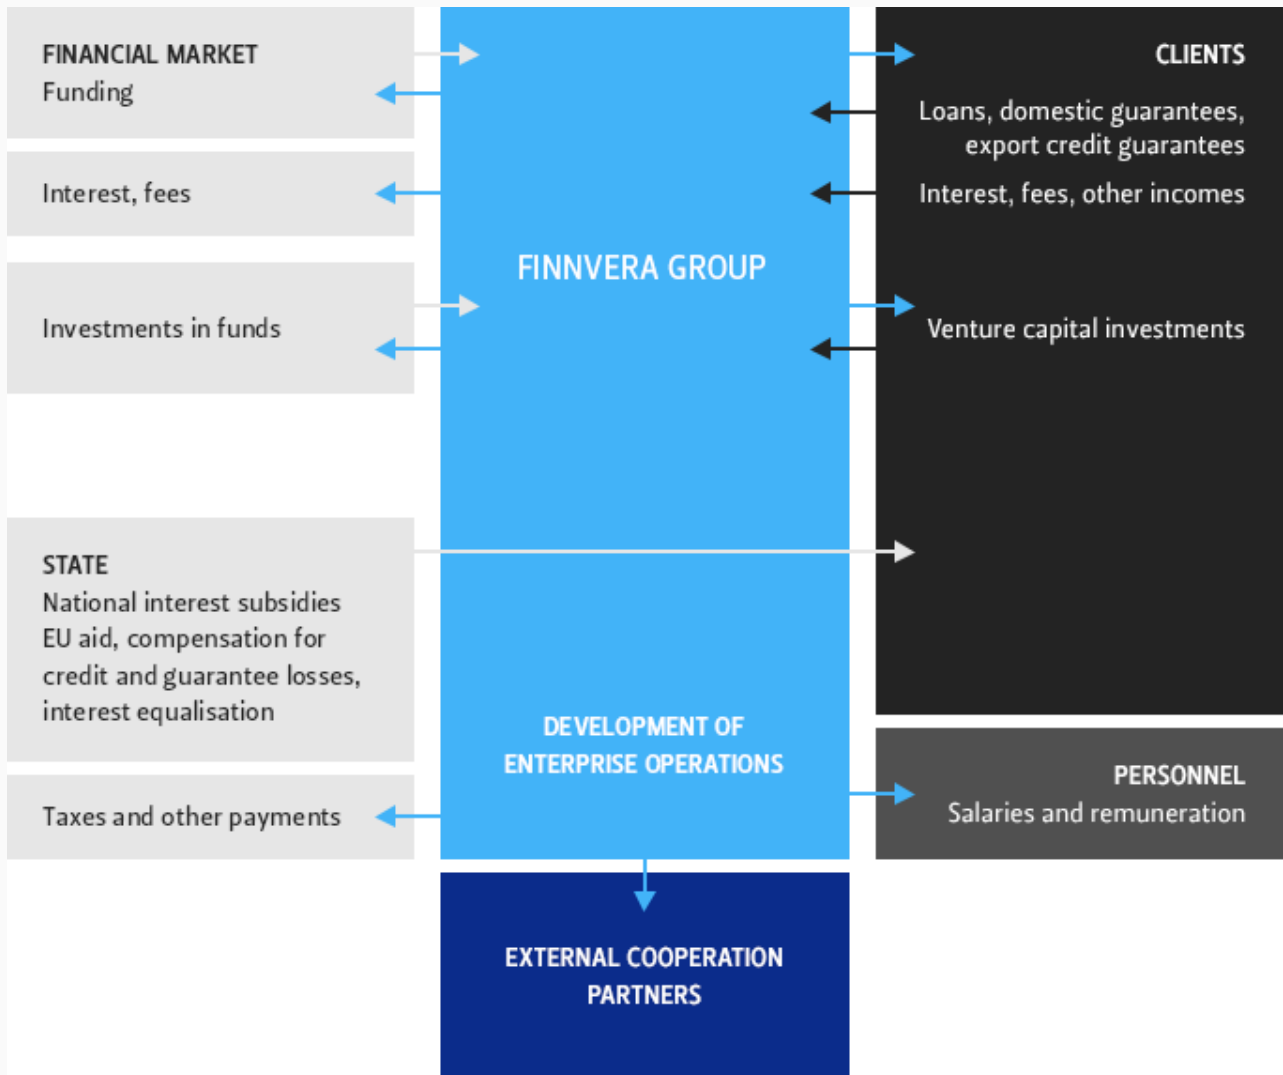 FINANCIAL MARKET
Funding
Interest, fees
Investments in funds
STATE
National interest subsidies
EU aid, compensation for
credit and guarantee losses,
interest equalisation
Taxes and other payments
FINNVERA GROUP
DEVELOPMENT OF
ENTERPRISE OPERATIONS
EXTERNAL COOPERATION
PARTNERS
CLIENTS
Loans, domestic guarantees,
export credit guarantees
Interest, fees, other incomes
Venture capital investments
PERSONNEL
Salaries and remuneration